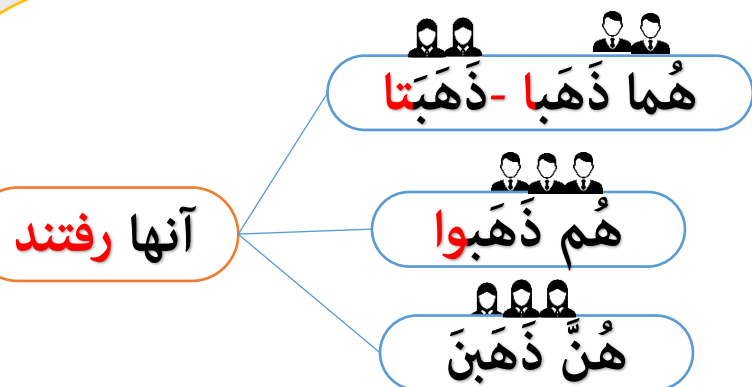 هُما ذَهَبا - ذَهَبَتا
آنها رفتند
هُم ذَهَبوا
هُنَّ ذَهَبنَ